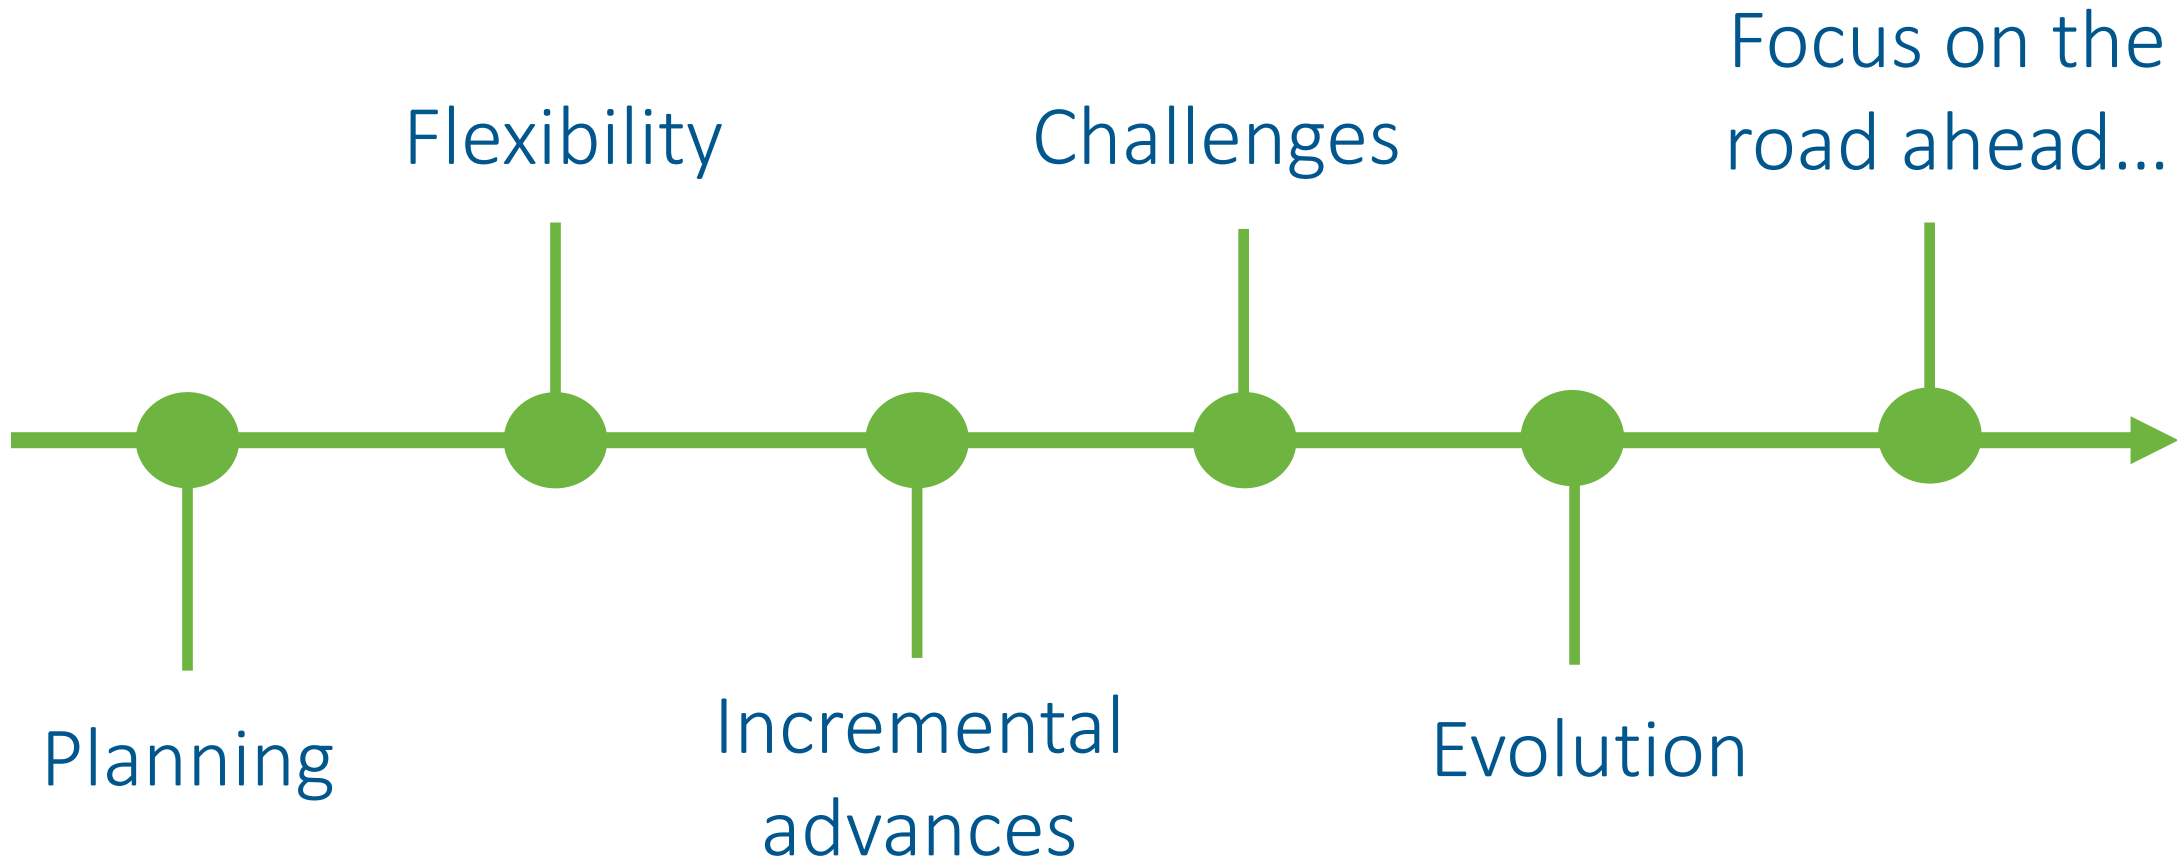 Planning
Flexibility
Incremental
advances
Challenges
Evolution
Focus on the
road ahead...